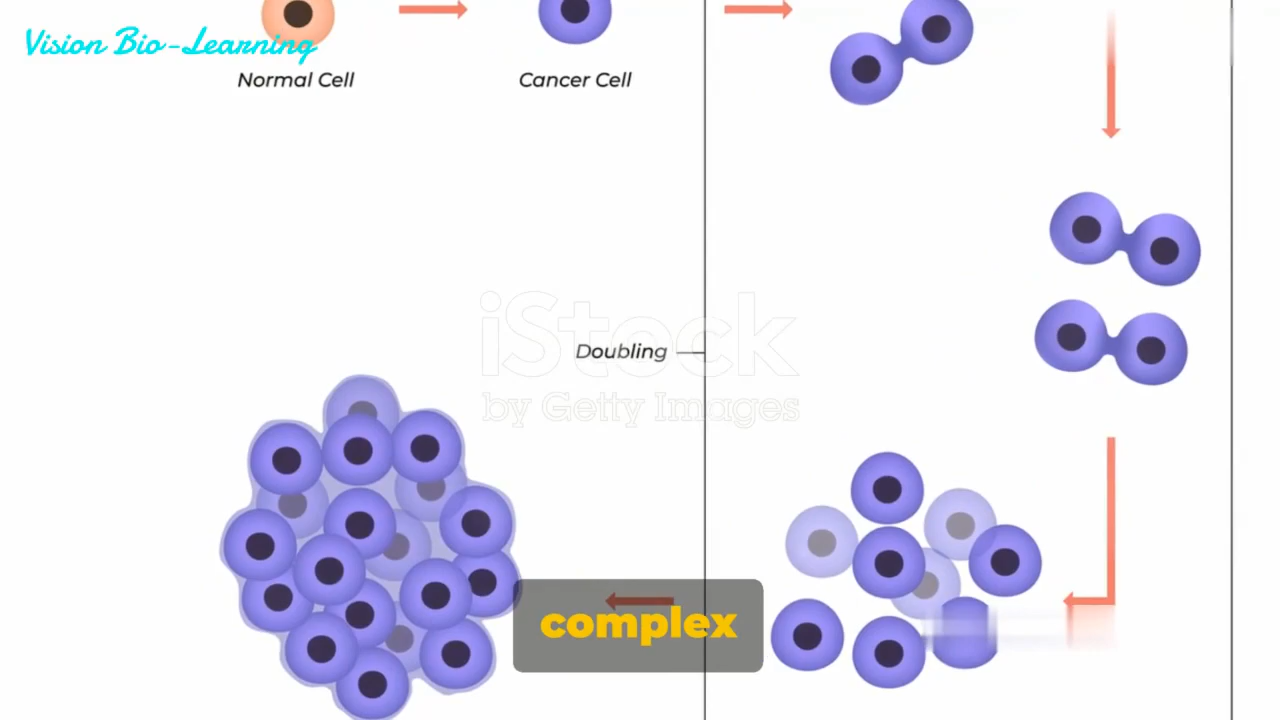 Vision Bio-Learning
Normal Cell
Cancer Cell
iStock
by Getty Images
Doubling
complex